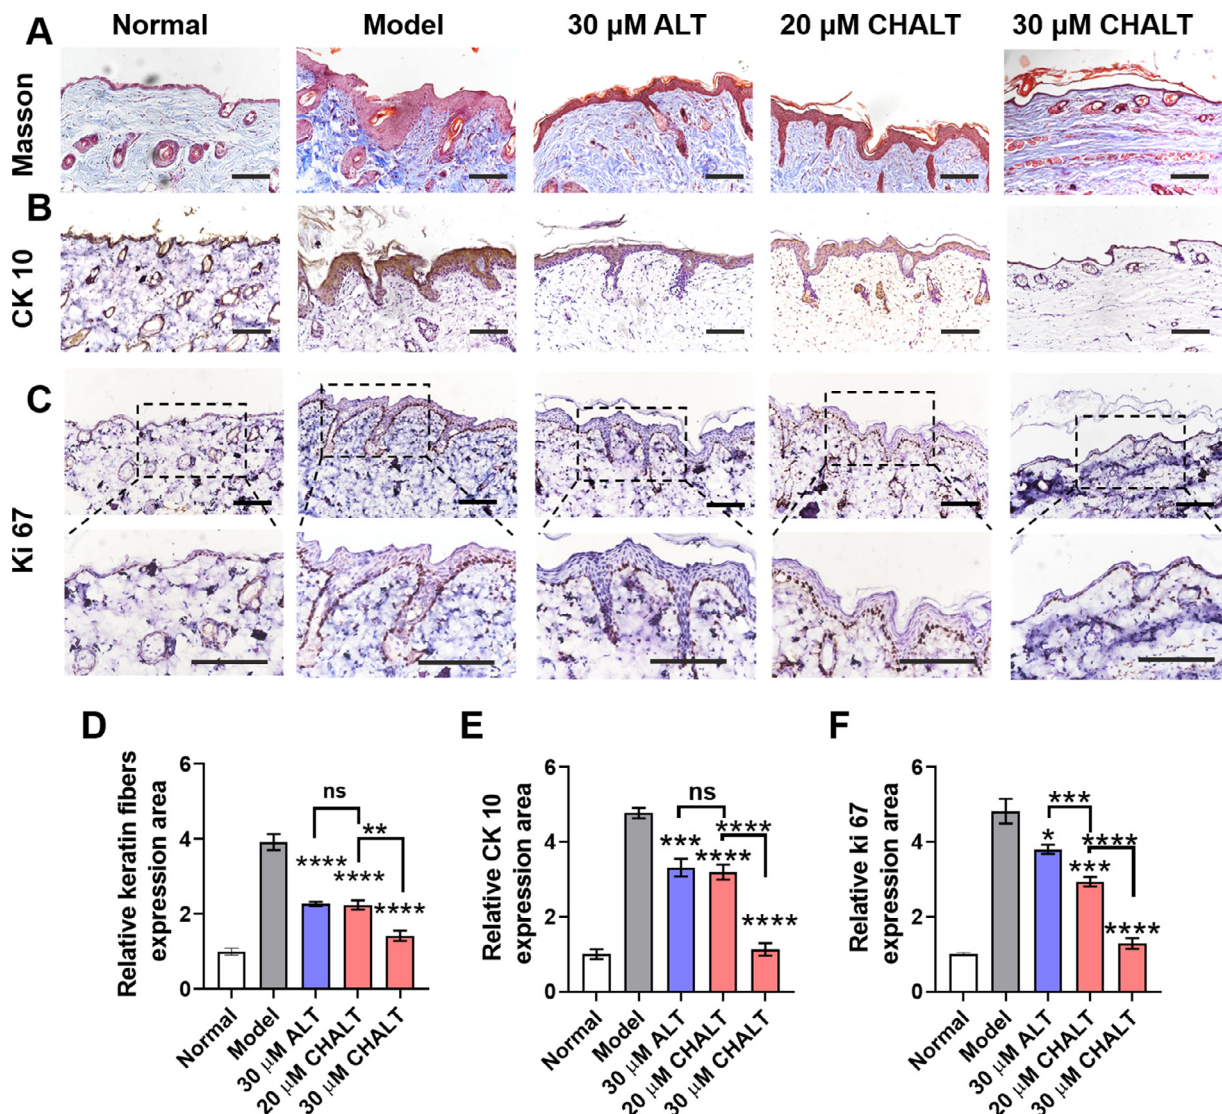 A
Normal
Model
30 µM ALT
20 µM CHALT
30 µM CHALT
Masson
B
CK 10
C
Ki 67
D
Relative keratin fibers
expression area
6
4
2
0
ns
**
****
****
****
Normal
Model
30 µM ALT
20 µM CHALT
30 µM CHALT
E
Relative CK 10
expression area
6
4
2
0
ns
****
***
****
****
Normal
Model
30 µM ALT
20 µM CHALT
30 µM CHALT
F
Relative ki 67
expression area
6
4
2
0
***
****
*
***
****
Normal
Model
30 µM ALT
20 µM CHALT
30 µM CHALT